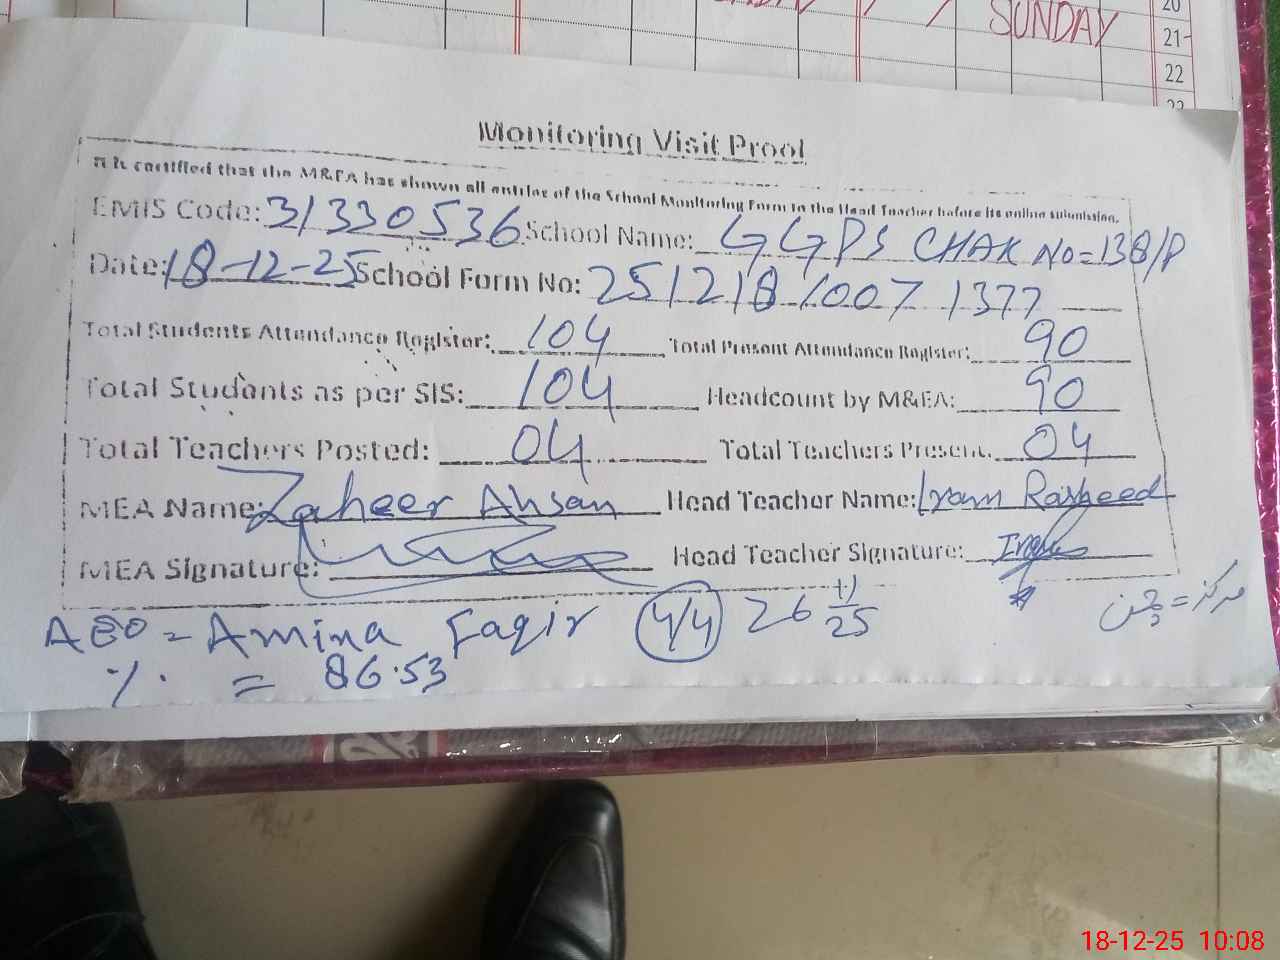 SUNDAY
20
21
22
23
Monitoring Visit Proof
It is certified that the M&EA has shown all entries of the School Monitoring Form to the Head Teacher before its online submission.
EMIS Code: 31330536 School Name: GGPS CHAK No=138/P
Date: 18-12-25 School Form No: 251218 1007 1377
Total Students Attendance Register: 104 Total Present Attendance Register: 90
Total Students as per SIS: 104 Headcount by M&EA: 90
Total Teachers Posted: 04 Total Teachers Present. 04
MEA Name: Zaheer Ahsan Head Teacher Name: Iram Rasheed
MEA Signature: Head Teacher Signature:
AEO = Amina Faqir 4/4 26 11/25 مرکز =
%. = 86.53
18-12-25 10:08